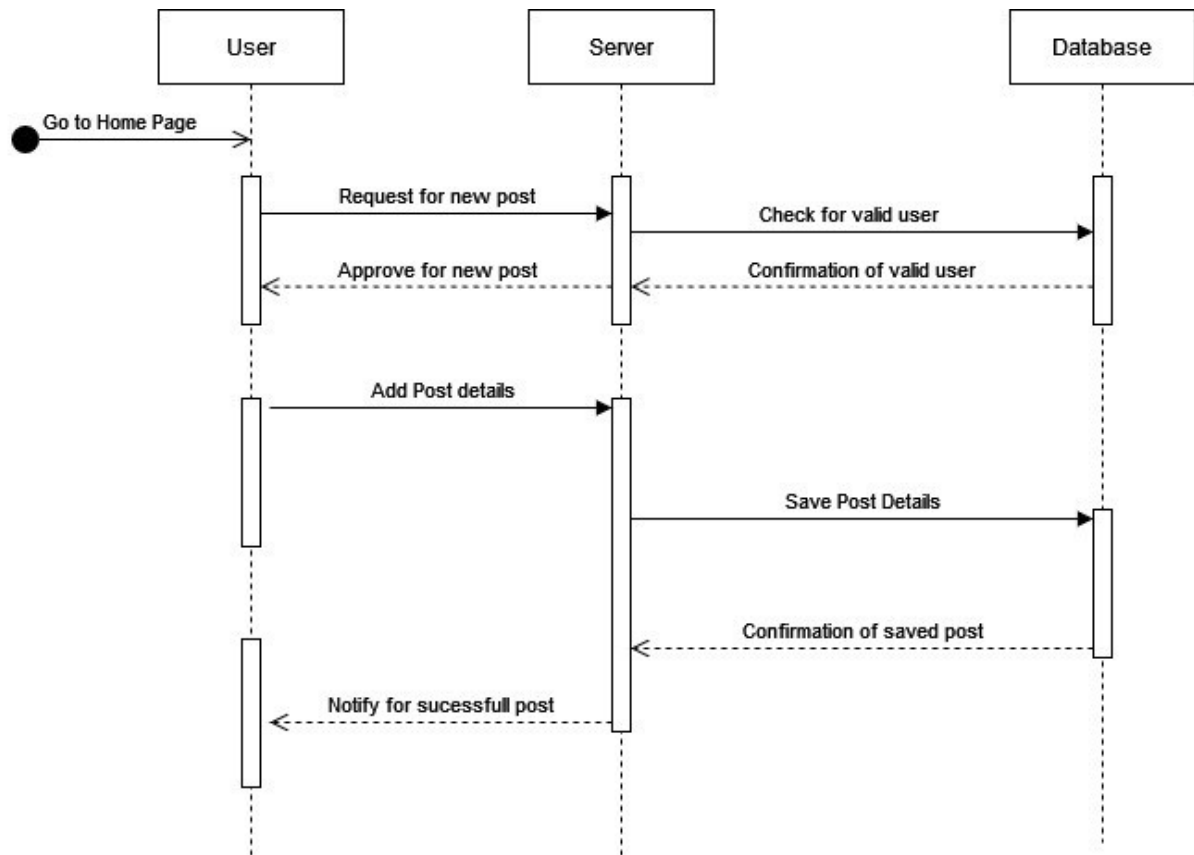 User
Server
Database
Go to Home Page
Request for new post
Check for valid user
Approve for new post
Confirmation of valid user
Add Post details
Save Post Details
Confirmation of saved post
Notify for sucessfull post